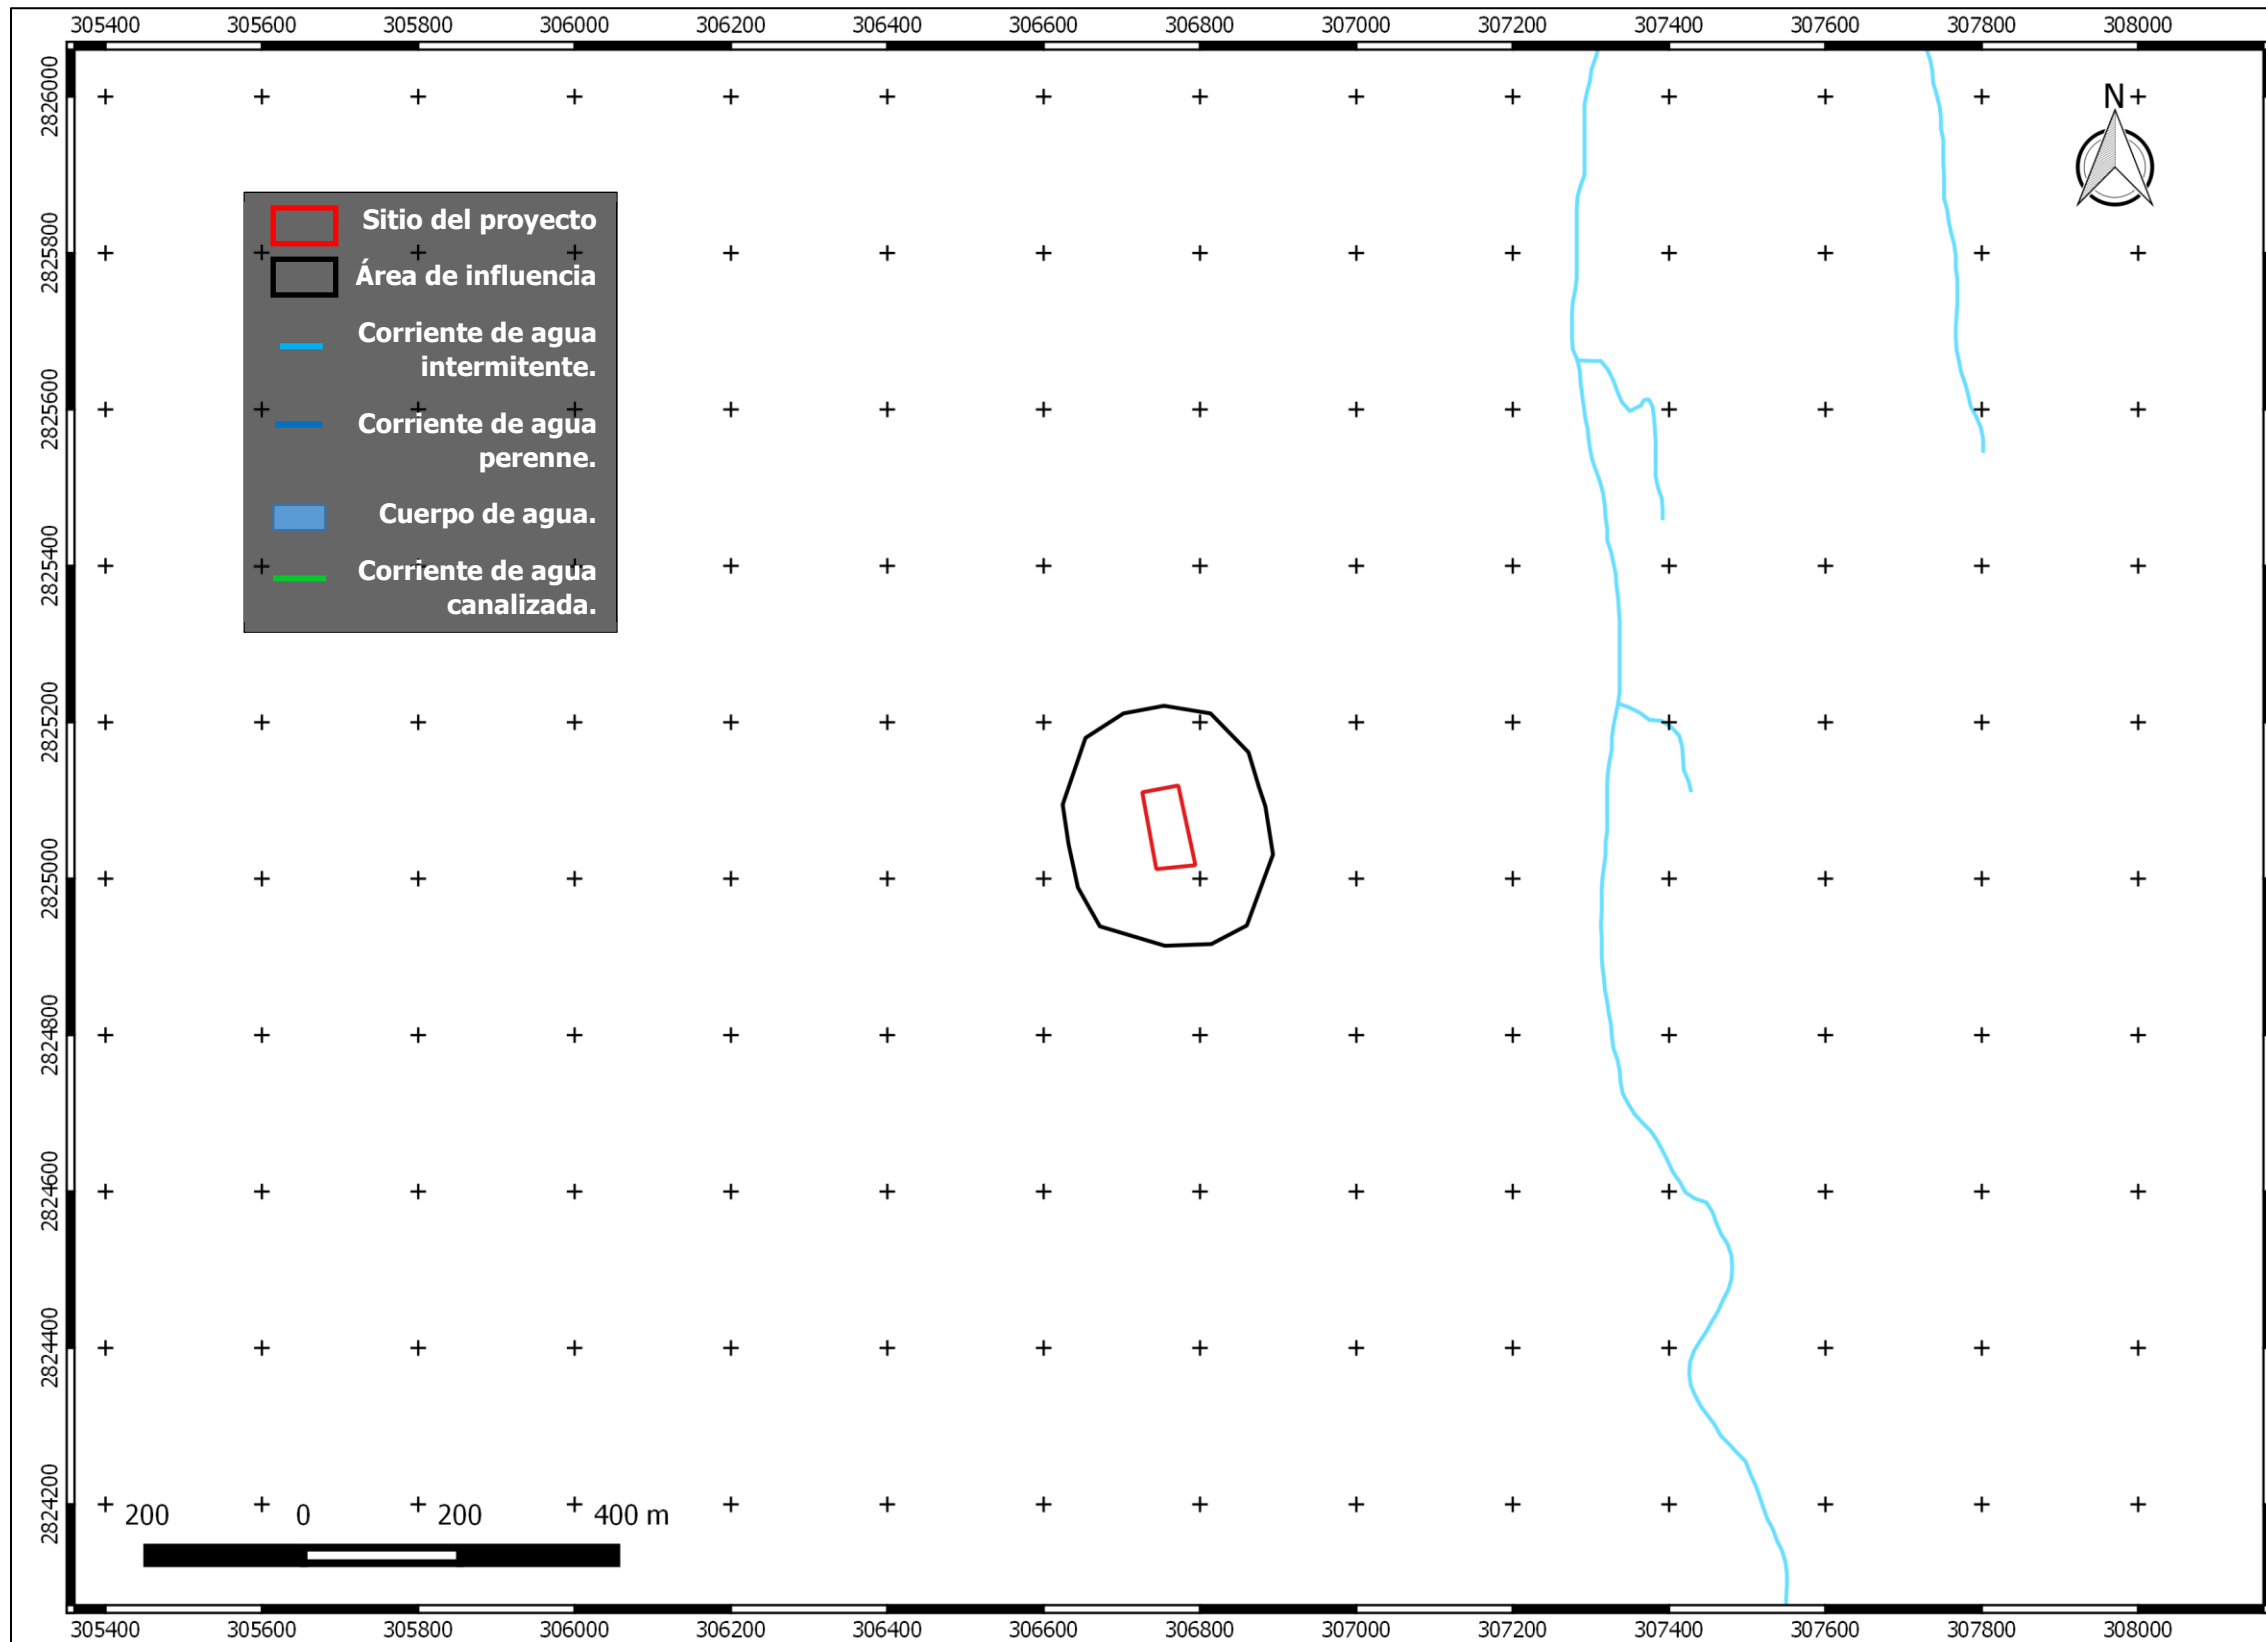 305400 305600 305800 306000 306200 306400 306600 306800 307000 307200 307400 307600 307800 308000
2826000
2825800
2825600
2825400
2825200
2825000
2824800
2824600
2824400
2824200
N
Sitio del proyecto
Área de influencia
Corriente de agua
intermitente.
Corriente de agua
perenne.
Cuerpo de agua.
Corriente de agua
canalizada.
200 0 200 400 m
305400 305600 305800 306000 306200 306400 306600 306800 307000 307200 307400 307600 307800 308000